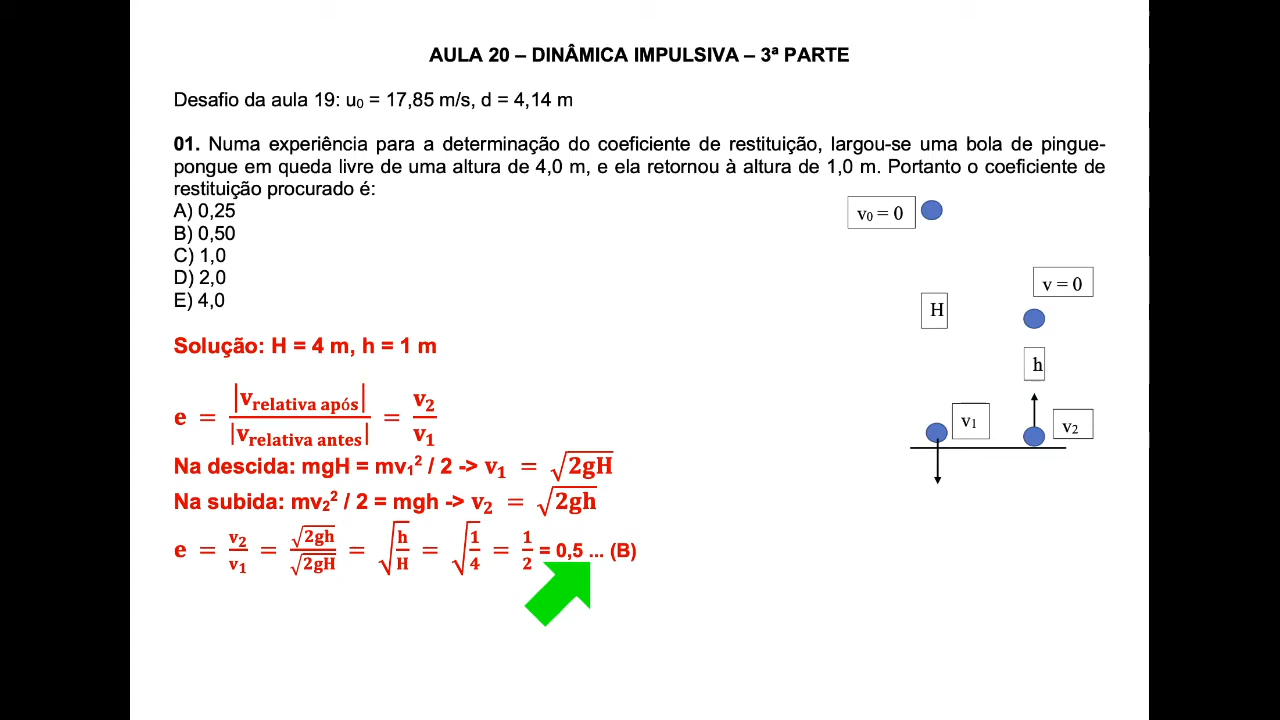 AULA 20 – DINÂMICA IMPULSIVA – 3ª PARTE
Desafio da aula 19: u₀ = 17,85 m/s, d = 4,14 m
01. Numa experiência para a determinação do coeficiente de restituição, largou-se uma bola de pingue-
pongue em queda livre de uma altura de 4,0 m, e ela retornou à altura de 1,0 m. Portanto o coeficiente de
restituição procurado é:
A) 0,25
B) 0,50
C) 1,0
D) 2,0
E) 4,0
v₀ = 0
v = 0
H
h
v₁
v₂
Solução: H = 4 m, h = 1 m
e = |v relativa após| / |v relativa antes| = v₂ / v₁
Na descida: mgH = mv₁² / 2 -> v₁ = √2gH
Na subida: mv₂² / 2 = mgh -> v₂ = √2gh
e = v₂ / v₁ = √2gh / √2gH = √h/H = √1/4 = 1/2 = 0,5 ... (B)